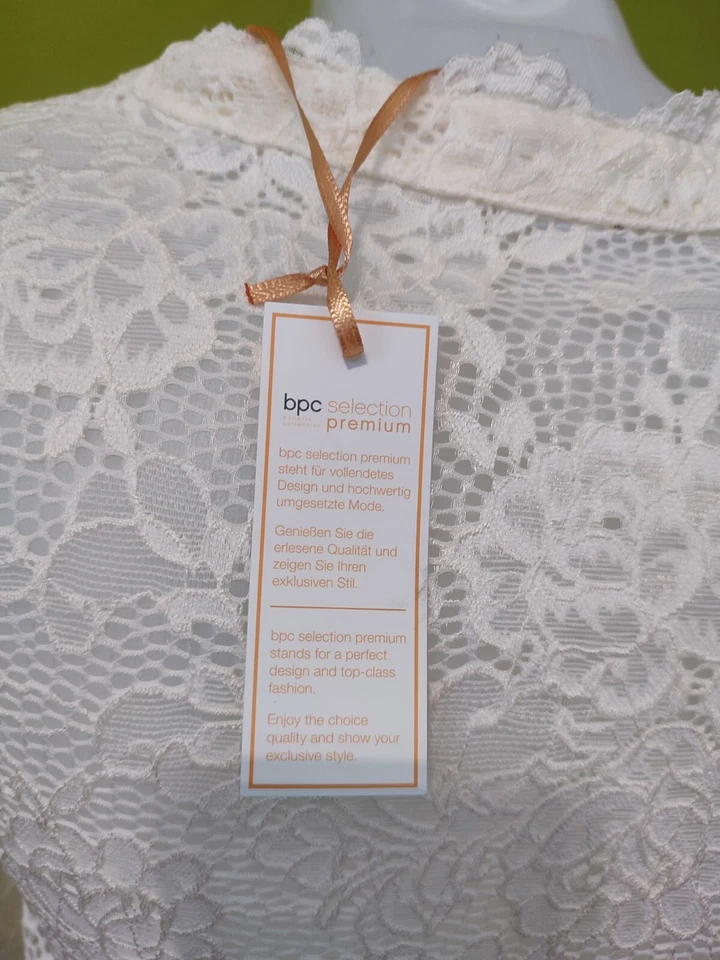 bpc selection
premium
bpc selection premium
steht für vollendetes
Design und hochwertig
umgesetzte Mode.
Genießen Sie die
erlesene Qualität und
zeigen Sie Ihren
exklusiven Stil.
bpc selection premium
stands for a perfect
design and top-class
fashion.
Enjoy the choice
quality and show your
exclusive style.